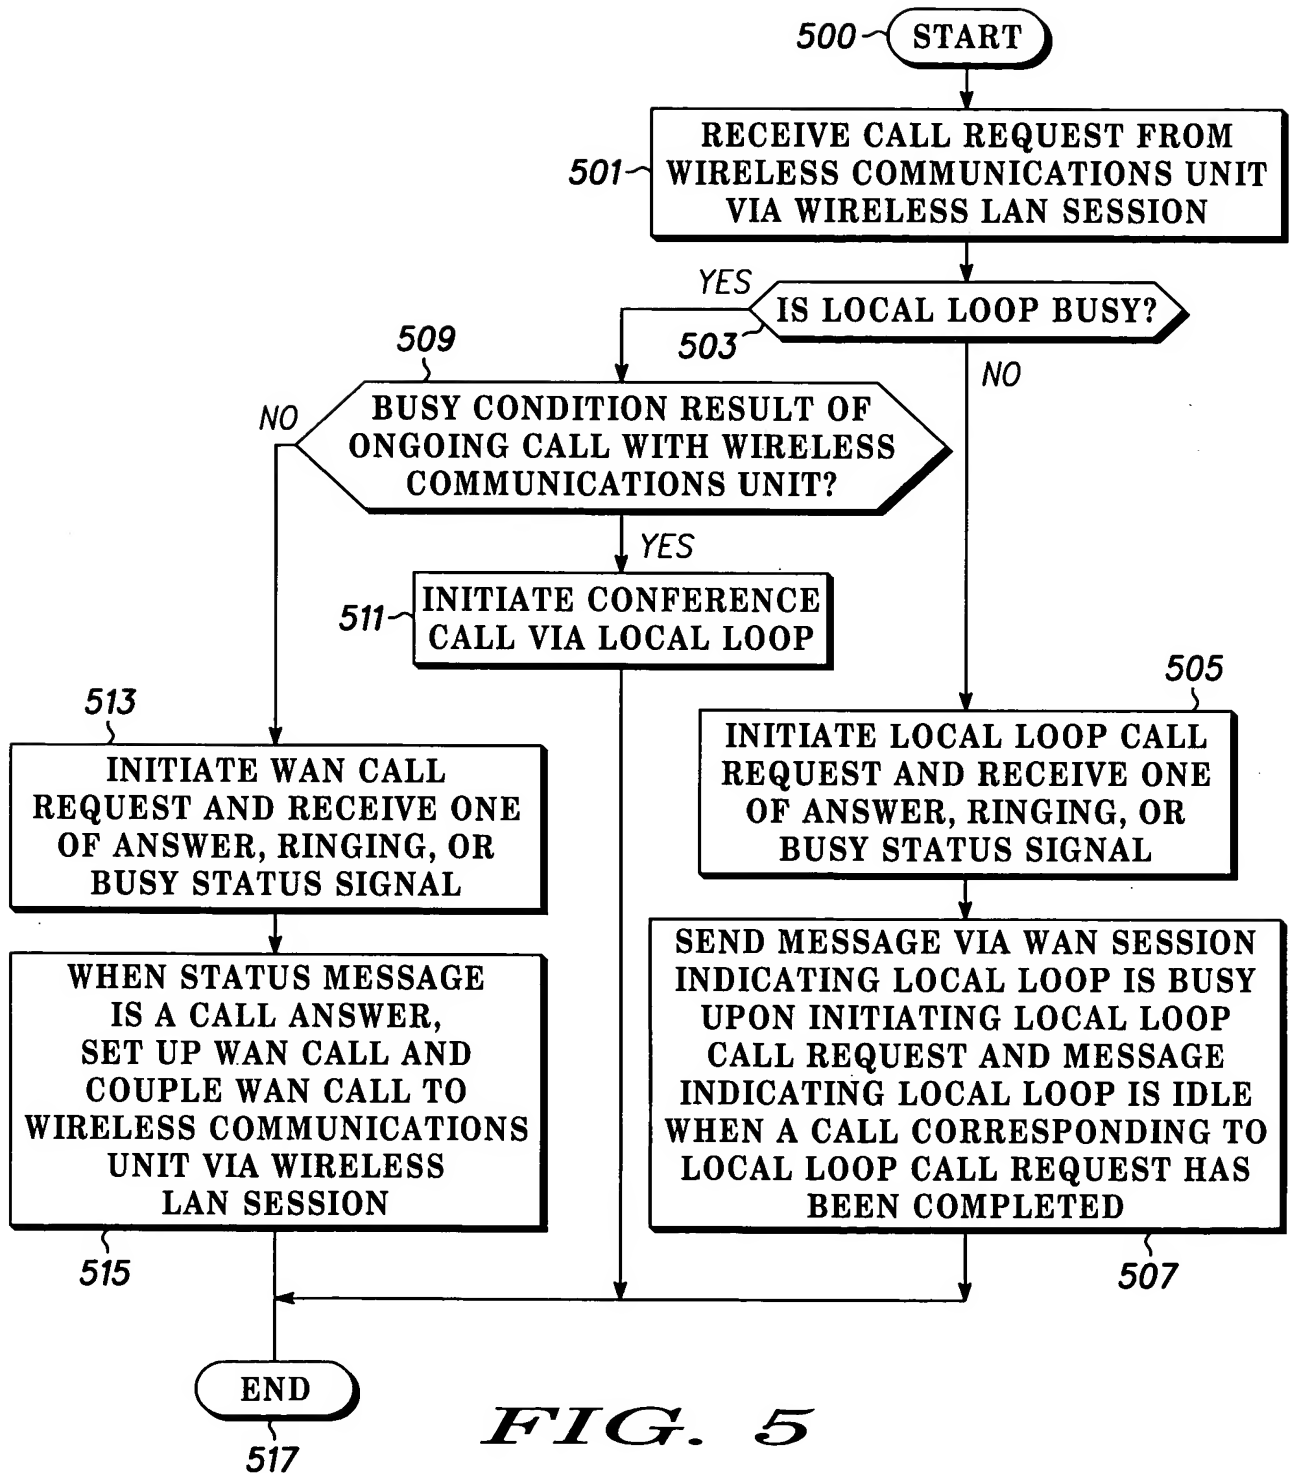 500
START
501
RECEIVE CALL REQUEST FROM
WIRELESS COMMUNICATIONS UNIT
VIA WIRELESS LAN SESSION
YES
503
IS LOCAL LOOP BUSY?
NO
509
NO
BUSY CONDITION RESULT OF
ONGOING CALL WITH WIRELESS
COMMUNICATIONS UNIT?
YES
511
INITIATE CONFERENCE
CALL VIA LOCAL LOOP
513
INITIATE WAN CALL
REQUEST AND RECEIVE ONE
OF ANSWER, RINGING, OR
BUSY STATUS SIGNAL
505
INITIATE LOCAL LOOP CALL
REQUEST AND RECEIVE ONE
OF ANSWER, RINGING, OR
BUSY STATUS SIGNAL
WHEN STATUS MESSAGE
IS A CALL ANSWER,
SET UP WAN CALL AND
COUPLE WAN CALL TO
WIRELESS COMMUNICATIONS
UNIT VIA WIRELESS
LAN SESSION
515
SEND MESSAGE VIA WAN SESSION
INDICATING LOCAL LOOP IS BUSY
UPON INITIATING LOCAL LOOP
CALL REQUEST AND MESSAGE
INDICATING LOCAL LOOP IS IDLE
WHEN A CALL CORRESPONDING TO
LOCAL LOOP CALL REQUEST HAS
BEEN COMPLETED
507
END
517
FIG. 5